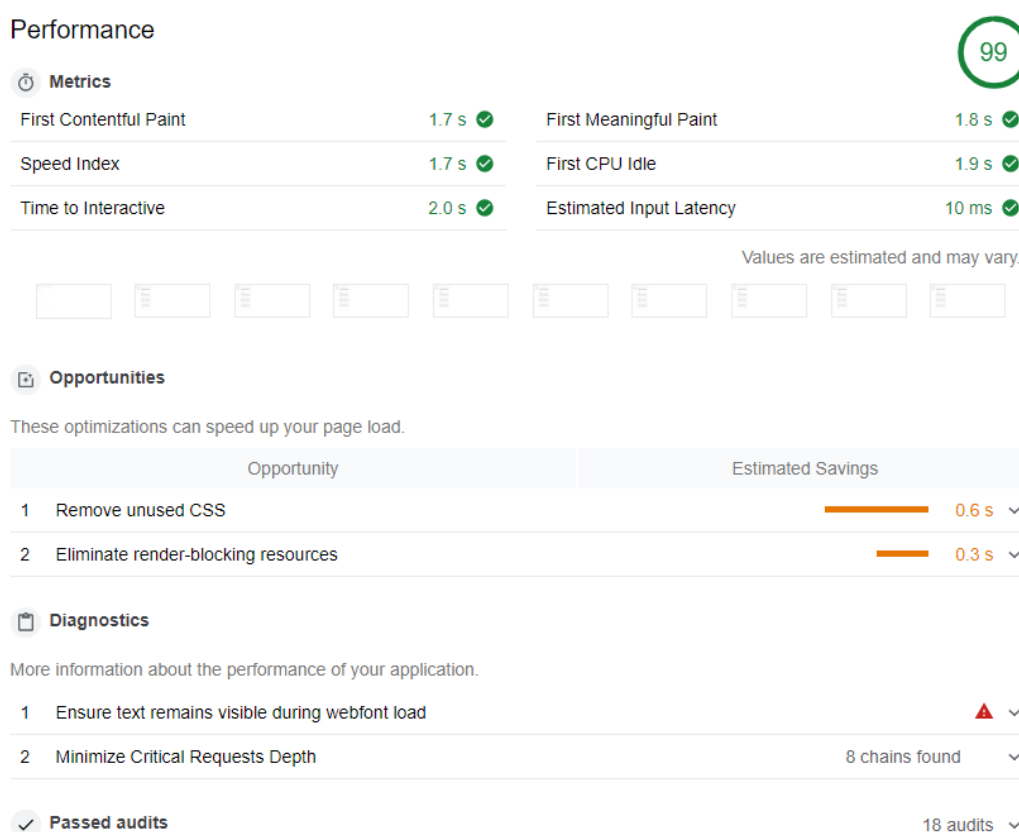 Performance
99
Metrics
First Contentful Paint 1.7 s
First Meaningful Paint 1.8 s
Speed Index 1.7 s
First CPU Idle 1.9 s
Time to Interactive 2.0 s
Estimated Input Latency 10 ms
Values are estimated and may vary.
Opportunities
These optimizations can speed up your page load.
Opportunity Estimated Savings
1 Remove unused CSS 0.6 s
2 Eliminate render-blocking resources 0.3 s
Diagnostics
More information about the performance of your application.
1 Ensure text remains visible during webfont load
2 Minimize Critical Requests Depth 8 chains found
Passed audits 18 audits